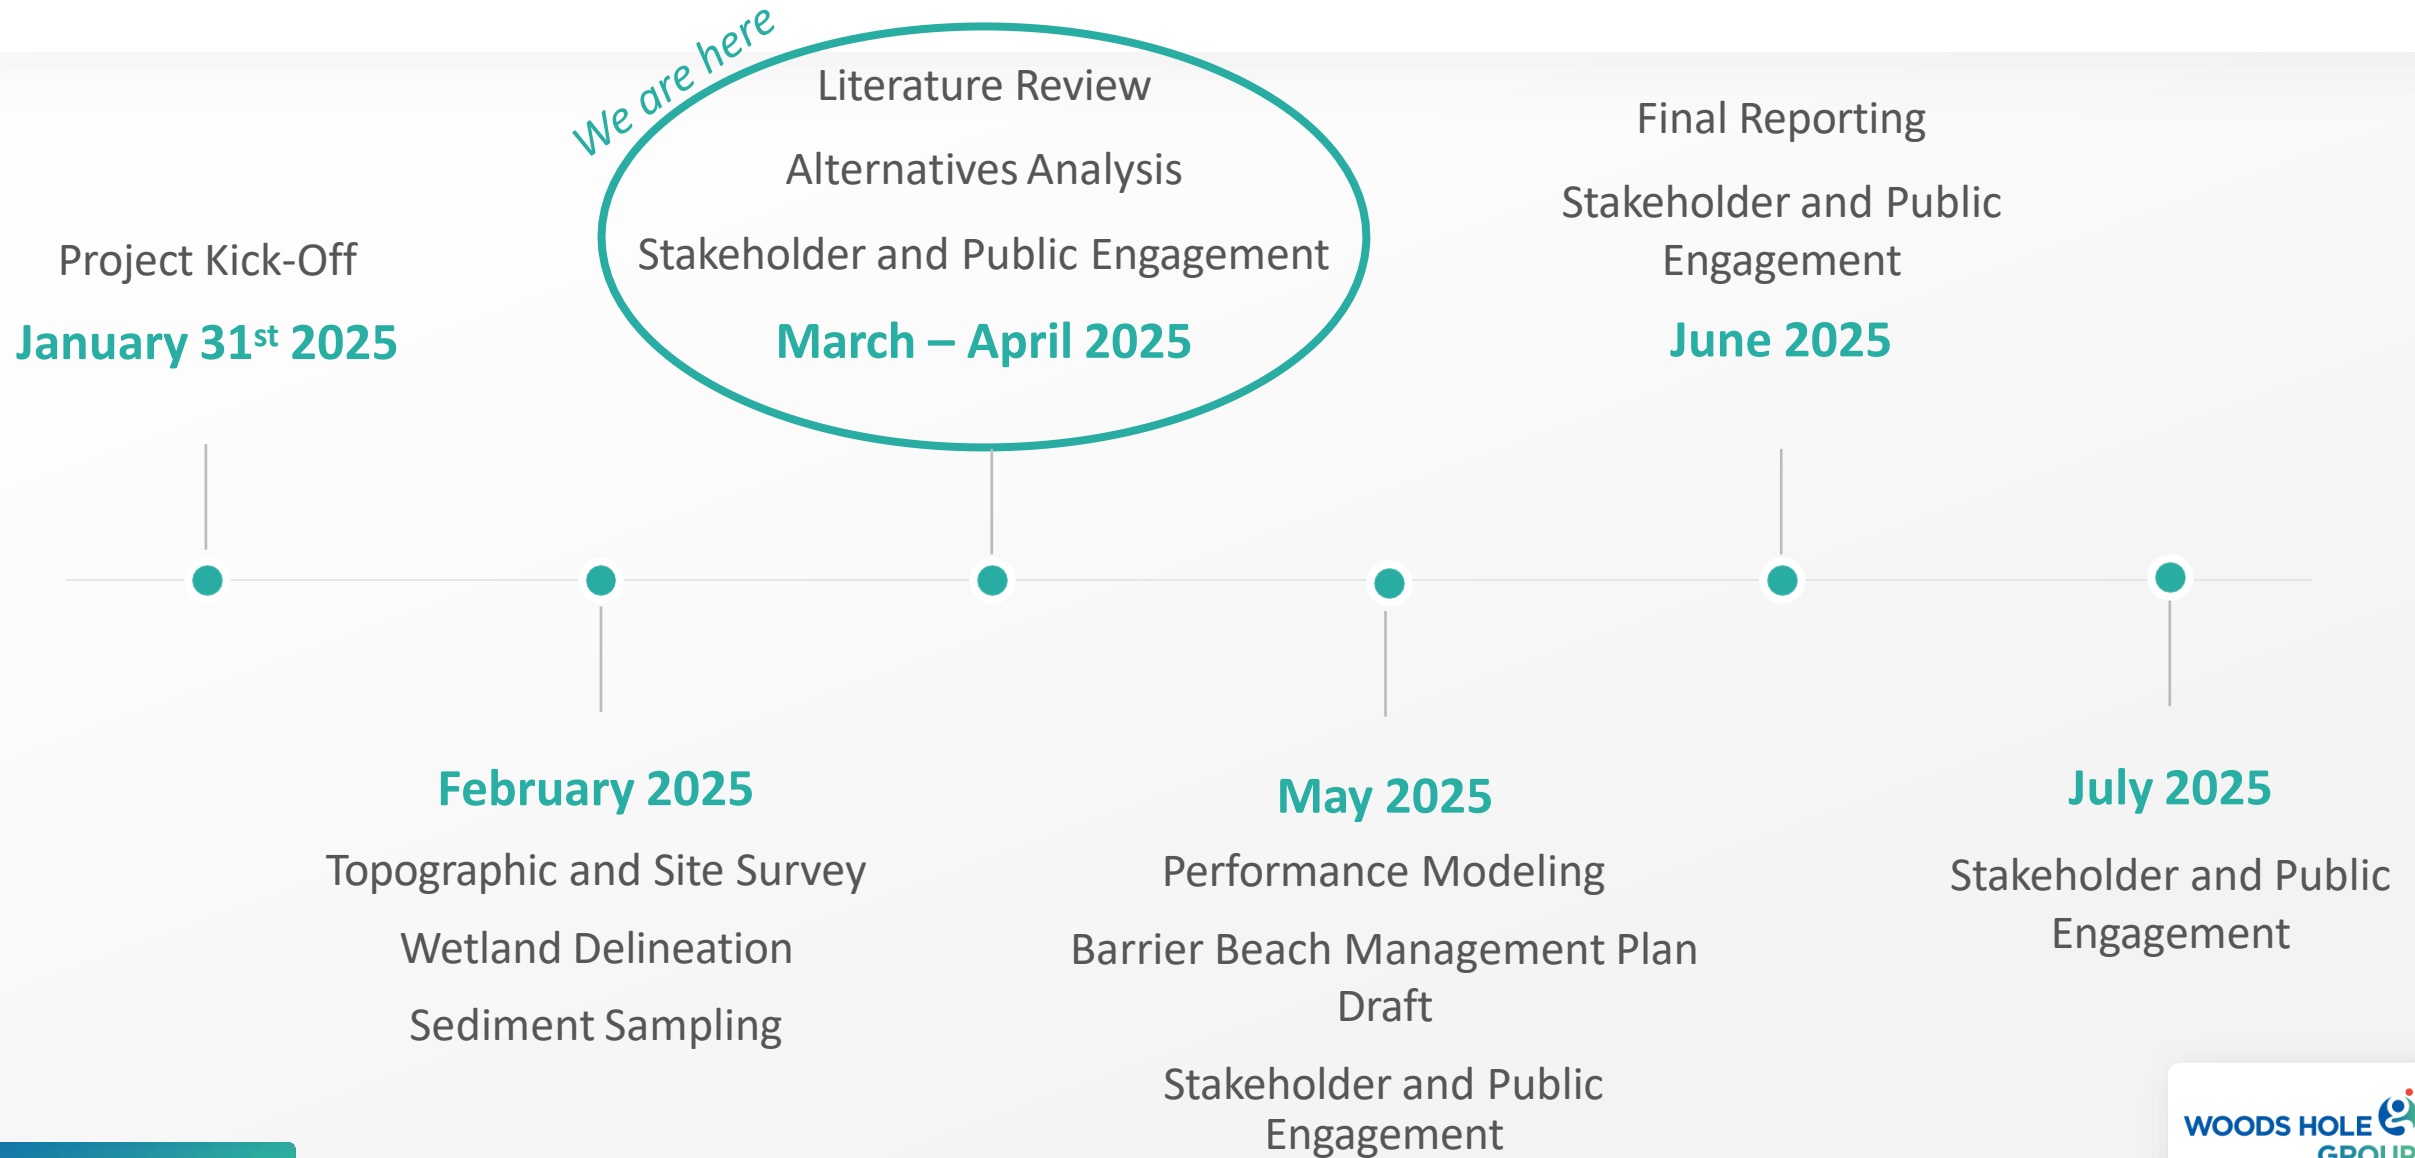 We are here
Literature Review
Alternatives Analysis
Stakeholder and Public Engagement
March – April 2025
Final Reporting
Stakeholder and Public
Engagement
June 2025
Project Kick-Off
January 31st 2025
February 2025
Topographic and Site Survey
Wetland Delineation
Sediment Sampling
May 2025
Performance Modeling
Barrier Beach Management Plan
Draft
Stakeholder and Public
Engagement
July 2025
Stakeholder and Public
Engagement
WOODS HOLE
GROUP